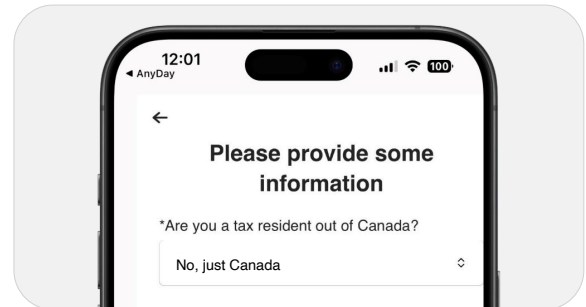 12:01
◀ AnyDay
100
Please provide some
information
*Are you a tax resident out of Canada?
No, just Canada